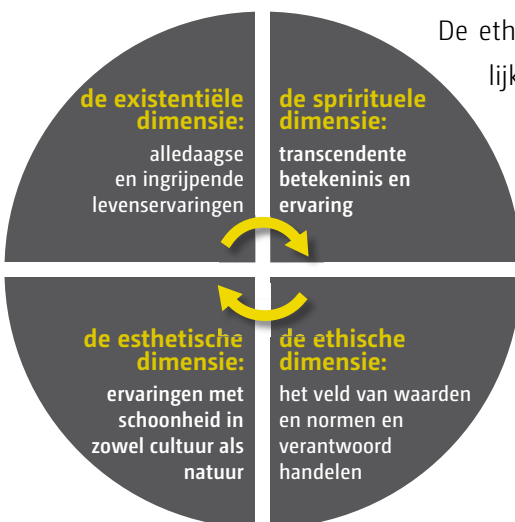 De eth
lijk
de existentiële
dimensie:
alledaagse
en ingrijpende
levenservaringen
de sprirituele
dimensie:
transcendente
betekeninis en
ervaring
de esthetische
dimensie:
ervaringen met
schoonheid in
zowel cultuur als
natuur
de ethische
dimensie:
het veld van waarden
en normen en
verantwoord
handelen